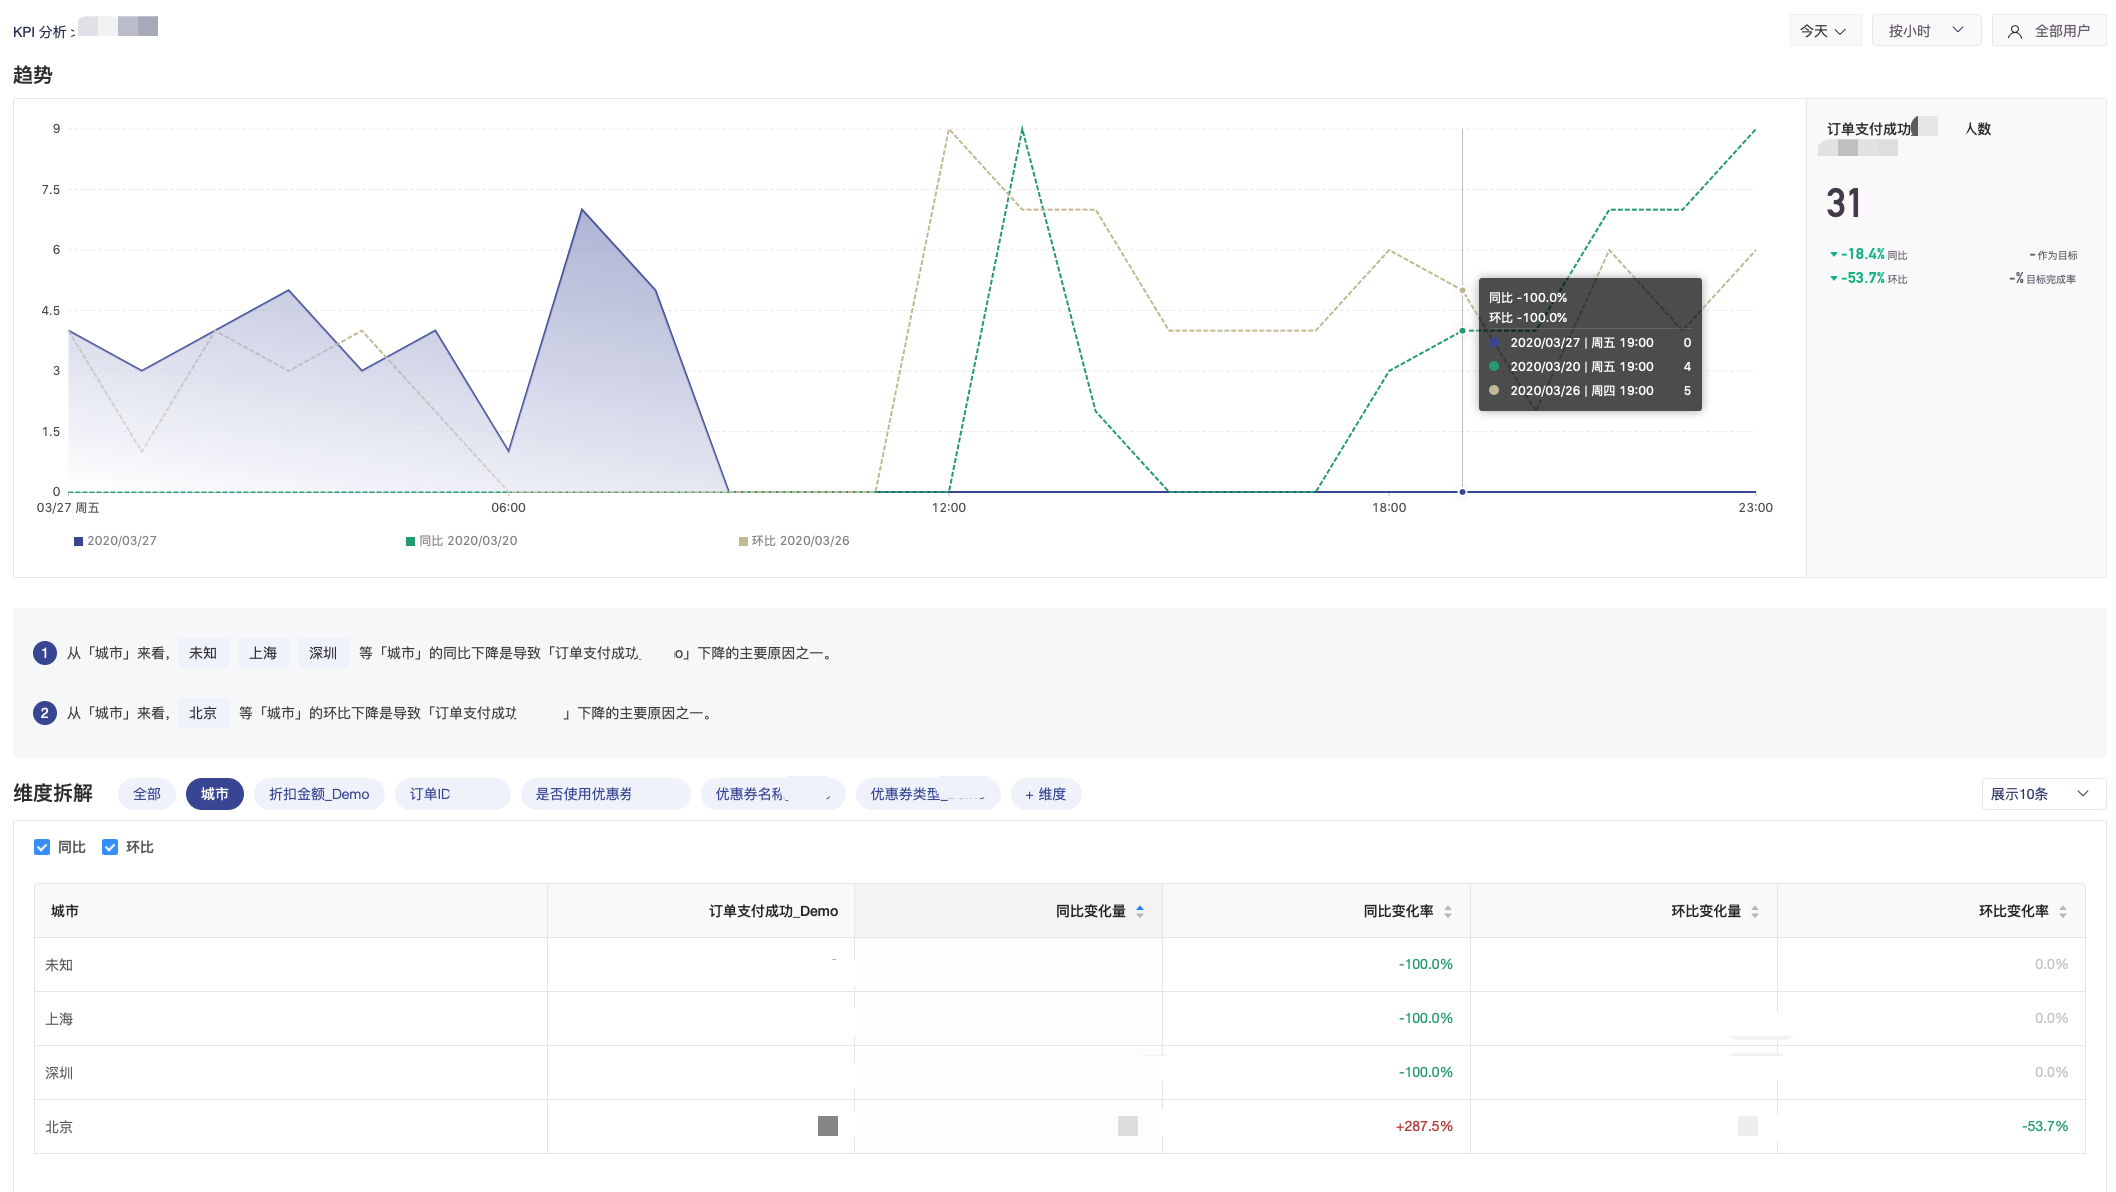 KPI 分析 >
今天
按小时
全部用户
趋势
9
7.5
6
4.5
3
1.5
0
03/27 周五
06:00
12:00
18:00
23:00
2020/03/27
同比 2020/03/20
环比 2020/03/26
同比 -100.0%
环比 -100.0%
2020/03/27 | 周五 19:00 0
2020/03/20 | 周五 19:00 4
2020/03/26 | 周四 19:00 5
订单支付成功 人数
31
-18.4% 同比
- 作为目标
-53.7% 环比
-% 目标完成率
1 从「城市」来看, 未知 上海 深圳 等「城市」的同比下降是导致「订单支付成功_ o」下降的主要原因之一。
2 从「城市」来看, 北京 等「城市」的环比下降是导致「订单支付成功 」下降的主要原因之一。
维度拆解
全部
城市
折扣金额_Demo
订单ID
是否使用优惠券
优惠券名称_
优惠券类型_
+ 维度
展示10条
同比 环比
城市 订单支付成功_Demo 同比变化量 同比变化率 环比变化量 环比变化率
未知 -100.0% 0.0%
上海 -100.0% 0.0%
深圳 -100.0% 0.0%
北京 +287.5% -53.7%